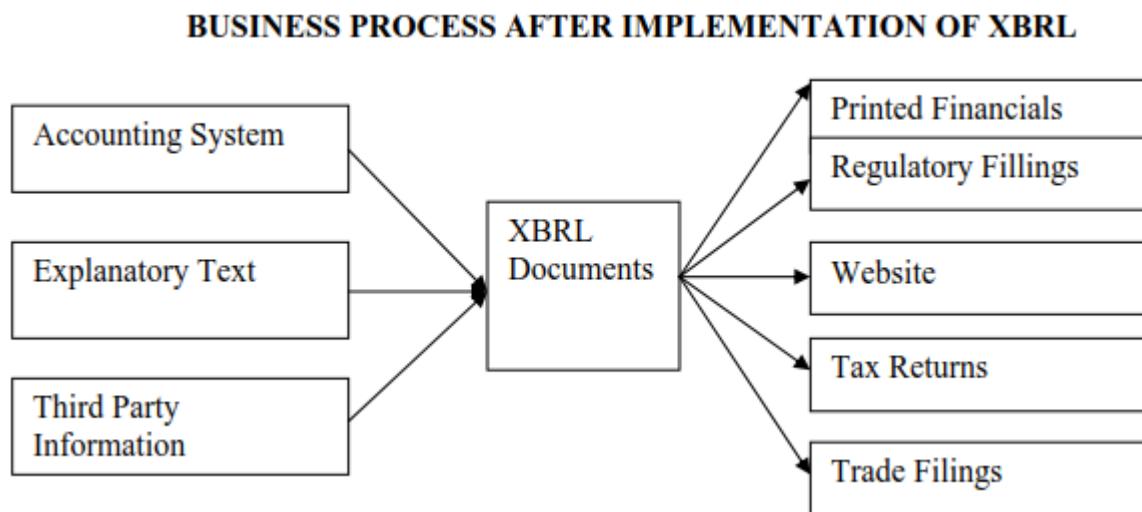 BUSINESS PROCESS AFTER IMPLEMENTATION OF XBRL
Accounting System
Explanatory Text
Third Party
Information
XBRL
Documents
Printed Financials
Regulatory Fillings
Website
Tax Returns
Trade Filings